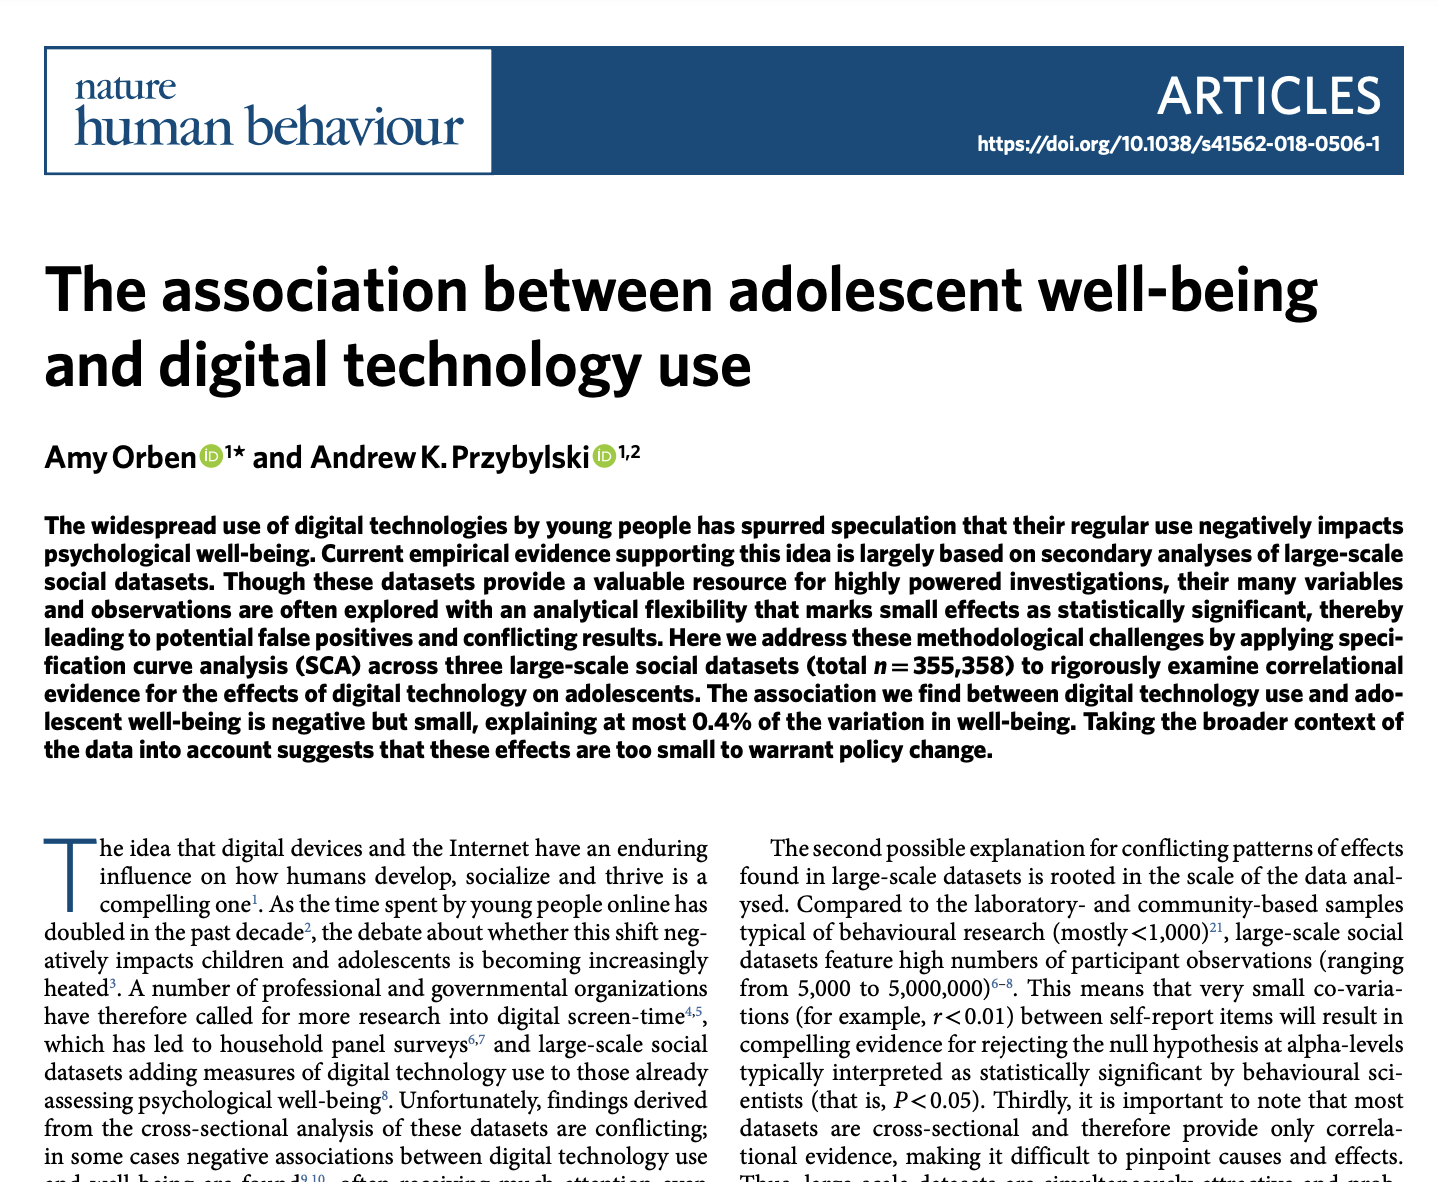 nature
human behaviour
ARTICLES
https://doi.org/10.1038/s41562-018-0506-1
The association between adolescent well-being
and digital technology use
Amy Orben iD 1* and Andrew K. Przybylski iD 1,2
The widespread use of digital technologies by young people has spurred speculation that their regular use negatively impacts
psychological well-being. Current empirical evidence supporting this idea is largely based on secondary analyses of large-scale
social datasets. Though these datasets provide a valuable resource for highly powered investigations, their many variables
and observations are often explored with an analytical flexibility that marks small effects as statistically significant, thereby
leading to potential false positives and conflicting results. Here we address these methodological challenges by applying speci-
fication curve analysis (SCA) across three large-scale social datasets (total n = 355,358) to rigorously examine correlational
evidence for the effects of digital technology on adolescents. The association we find between digital technology use and ado-
lescent well-being is negative but small, explaining at most 0.4% of the variation in well-being. Taking the broader context of
the data into account suggests that these effects are too small to warrant policy change.
The idea that digital devices and the Internet have an enduring
influence on how humans develop, socialize and thrive is a
compelling one1. As the time spent by young people online has
doubled in the past decade2, the debate about whether this shift neg-
atively impacts children and adolescents is becoming increasingly
heated3. A number of professional and governmental organizations
have therefore called for more research into digital screen-time4,5,
which has led to household panel surveys6,7 and large-scale social
datasets adding measures of digital technology use to those already
assessing psychological well-being8. Unfortunately, findings derived
from the cross-sectional analysis of these datasets are conflicting;
in some cases negative associations between digital technology use
and well-being are found9,10, often receiving much attention even
The second possible explanation for conflicting patterns of effects
found in large-scale datasets is rooted in the scale of the data anal-
ysed. Compared to the laboratory- and community-based samples
typical of behavioural research (mostly <1,000)21, large-scale social
datasets feature high numbers of participant observations (ranging
from 5,000 to 5,000,000)6–8. This means that very small co-varia-
tions (for example, r < 0.01) between self-report items will result in
compelling evidence for rejecting the null hypothesis at alpha-levels
typically interpreted as statistically significant by behavioural sci-
entists (that is, P < 0.05). Thirdly, it is important to note that most
datasets are cross-sectional and therefore provide only correla-
tional evidence, making it difficult to pinpoint causes and effects.
Thus, large-scale datasets are simultaneously attractive and prob-